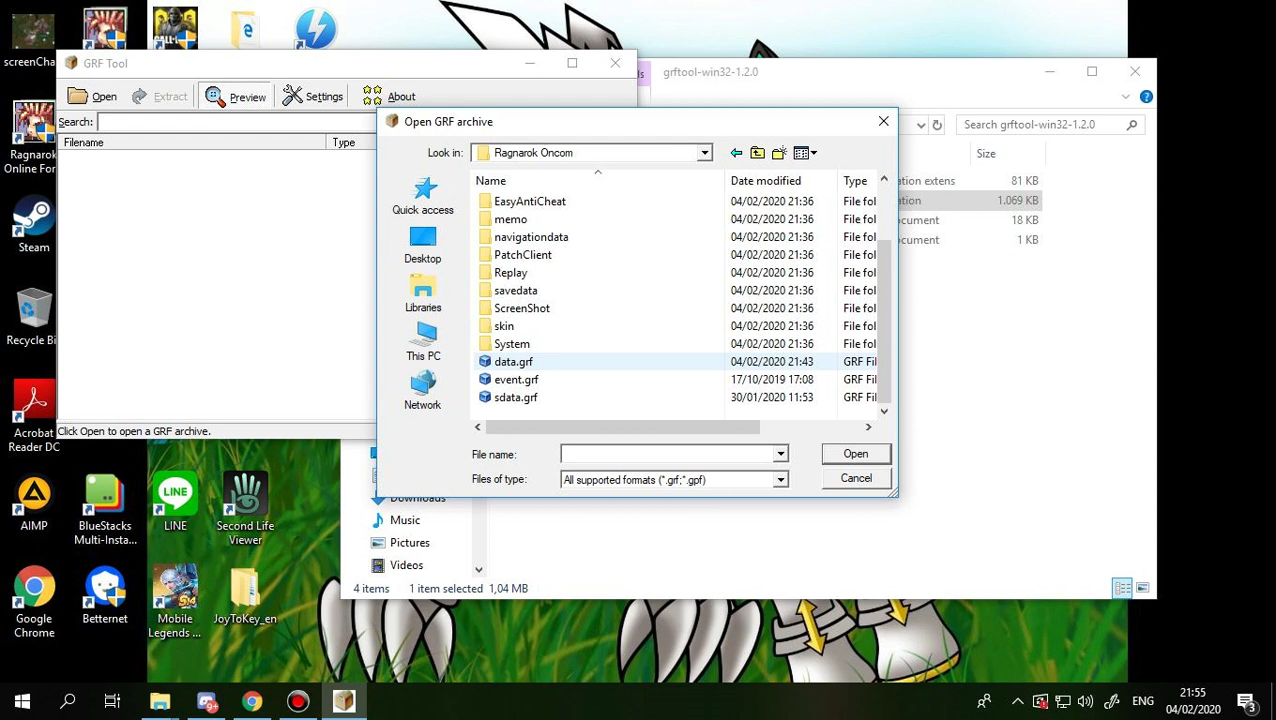 screenCha
GRF Tool
Open
Extract
Preview
Settings
About
Search:
Filename
Type
Click Open to open a GRF archive.
grftool-win32-1.2.0
Search grftool-win32-1.2.0
Size
ation extens 81 KB
ation 1.069 KB
ocument 18 KB
ocument 1 KB
Open GRF archive
Look in: Ragnarok Oncom
Quick access
Desktop
Libraries
This PC
Network
Name Date modified Type
EasyAntiCheat 04/02/2020 21:36 File fol
memo 04/02/2020 21:36 File fol
navigationdata 04/02/2020 21:36 File fol
PatchClient 04/02/2020 21:36 File fol
Replay 04/02/2020 21:36 File fol
savedata 04/02/2020 21:36 File fol
ScreenShot 04/02/2020 21:36 File fol
skin 04/02/2020 21:36 File fol
System 04/02/2020 21:36 File fol
data.grf 04/02/2020 21:43 GRF Fil
event.grf 17/10/2019 17:08 GRF Fil
sdata.grf 30/01/2020 11:53 GRF Fil
File name:
Open
Files of type: All supported formats (*.grf;*.gpf)
Cancel
Downloads
Music
Pictures
Videos
4 items 1 item selected 1,04 MB
Ragnarok
Online For
Steam
Recycle Bi
Acrobat
Reader DC
AIMP
BlueStacks
Multi-Insta...
LINE
Second Life
Viewer
Google
Chrome
Betternet
Mobile
Legends ...
JoyToKey_en
ENG
21:55
04/02/2020
3